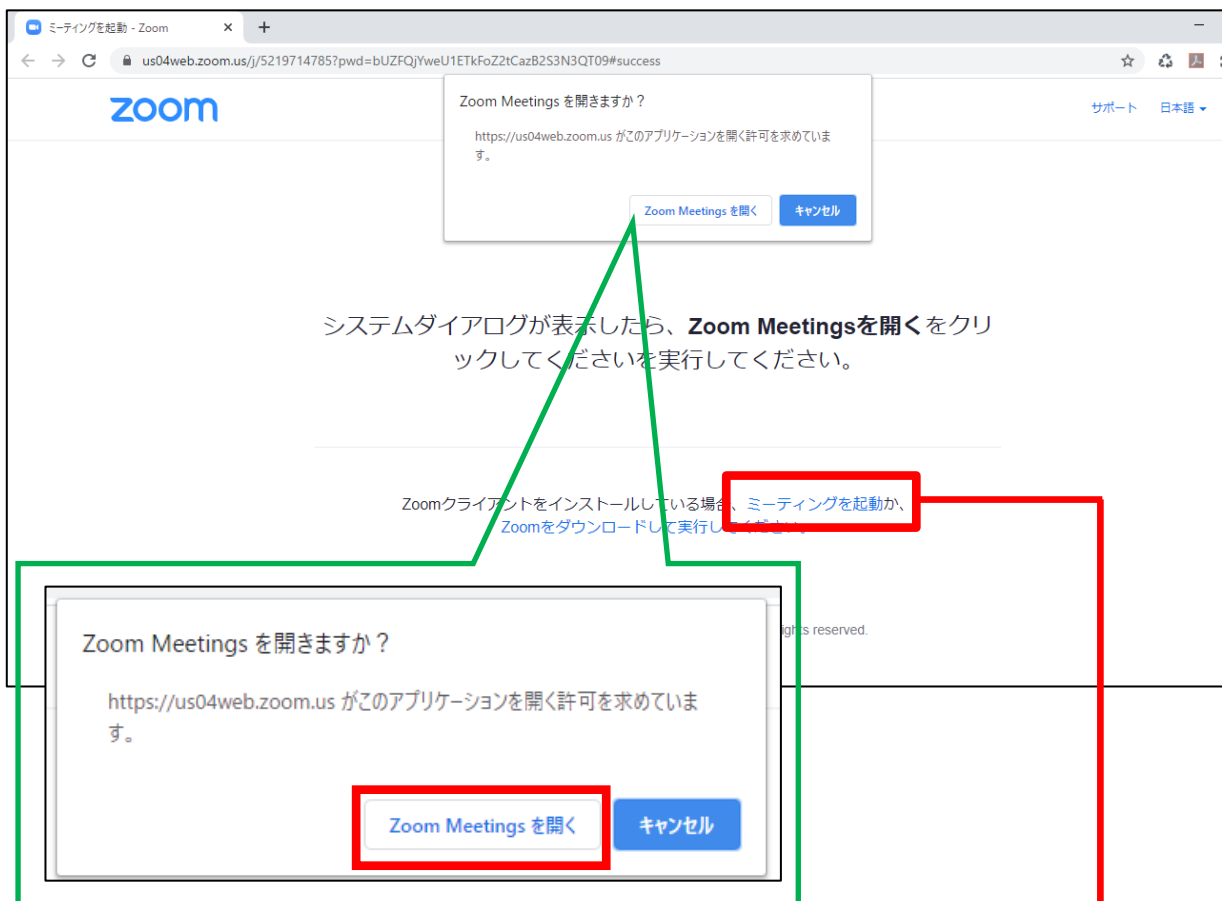 ミーティングを起動 - Zoom
us04web.zoom.us/j/5219714785?pwd=bUZFQjYweU1ETkFoZ2tCazB2S3N3QT09#success
zoom
サポート 日本語
Zoom Meetings を開きますか？
https://us04web.zoom.us がこのアプリケーションを開く許可を求めていま
す。
Zoom Meetings を開く キャンセル
システムダイアログが表示したら、Zoom Meetingsを開くをクリ
ックしてくださいを実行してください。
Zoomクライアントをインストールしている場合、ミーティングを起動か、
Zoomをダウンロードして実行してください。
rights reserved.
Zoom Meetings を開きますか？
https://us04web.zoom.us がこのアプリケーションを開く許可を求めていま
す。
Zoom Meetings を開く キャンセル